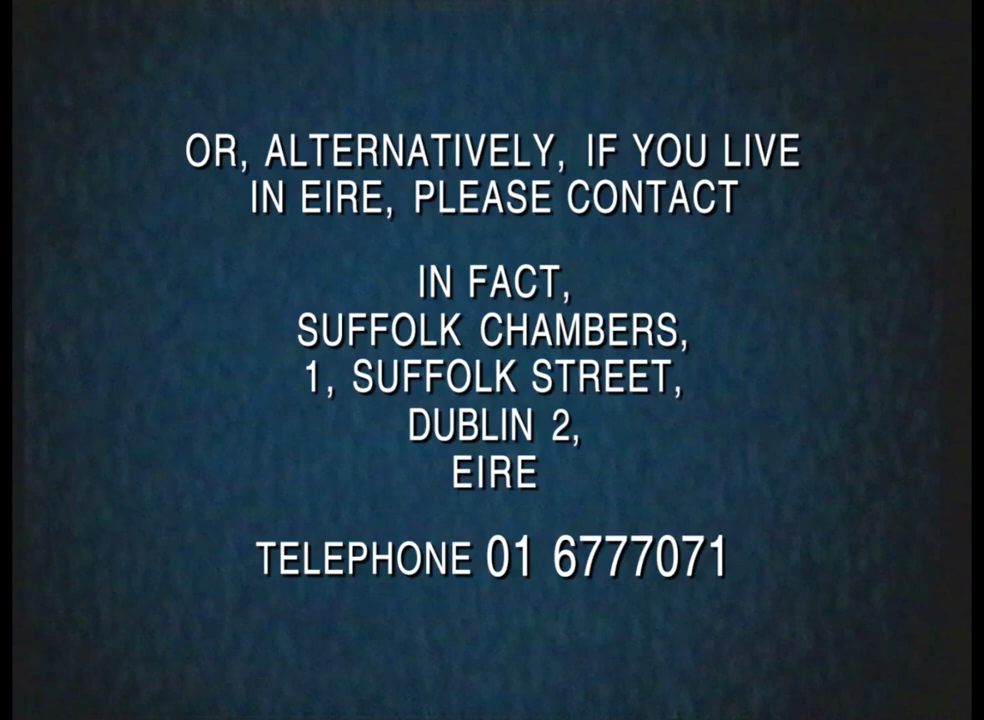 OR, ALTERNATIVELY, IF YOU LIVE
IN EIRE, PLEASE CONTACT
IN FACT,
SUFFOLK CHAMBERS,
1, SUFFOLK STREET,
DUBLIN 2,
EIRE
TELEPHONE 01 6777071